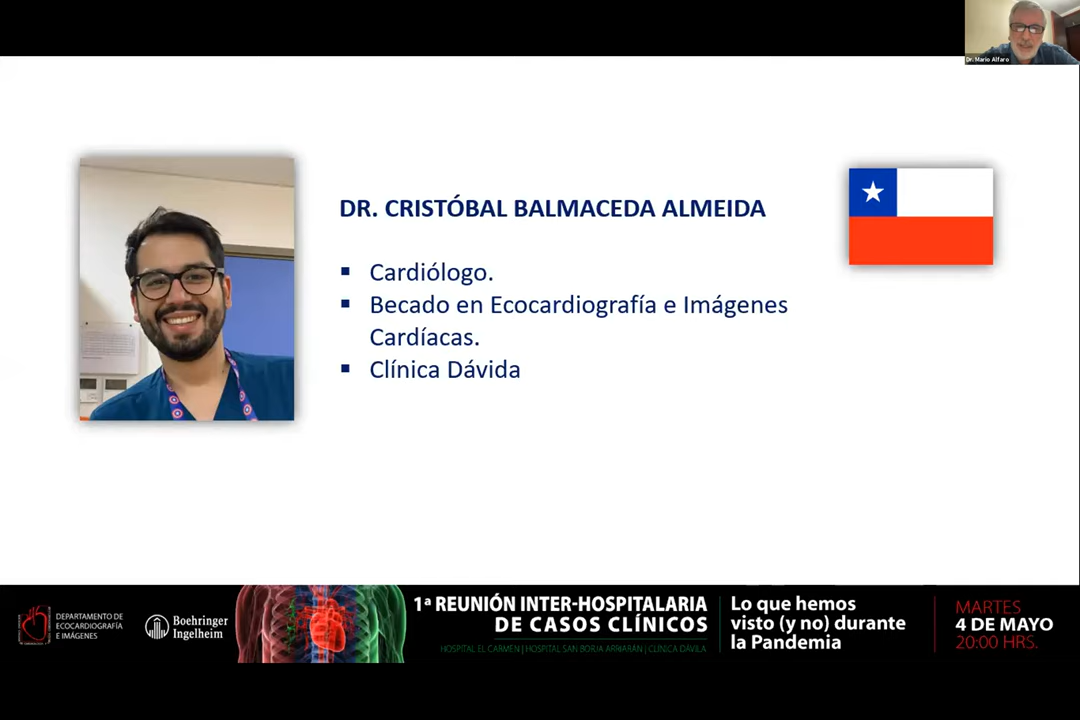 Dr. Mario Alfaro
DR. CRISTÓBAL BALMACEDA ALMEIDA
▪ Cardiólogo.
▪ Becado en Ecocardiografía e Imágenes
Cardíacas.
▪ Clínica Dávida
DEPARTAMENTO DE
ECOCARDIOGRAFÍA
E IMÁGENES
Boehringer
Ingelheim
1ª REUNIÓN INTER-HOSPITALARIA
DE CASOS CLÍNICOS
HOSPITAL EL CARMEN | HOSPITAL SAN BORJA ARRIARÁN | CLÍNICA DÁVILA
Lo que hemos
visto (y no) durante
la Pandemia
MARTES
4 DE MAYO
20:00 HRS.